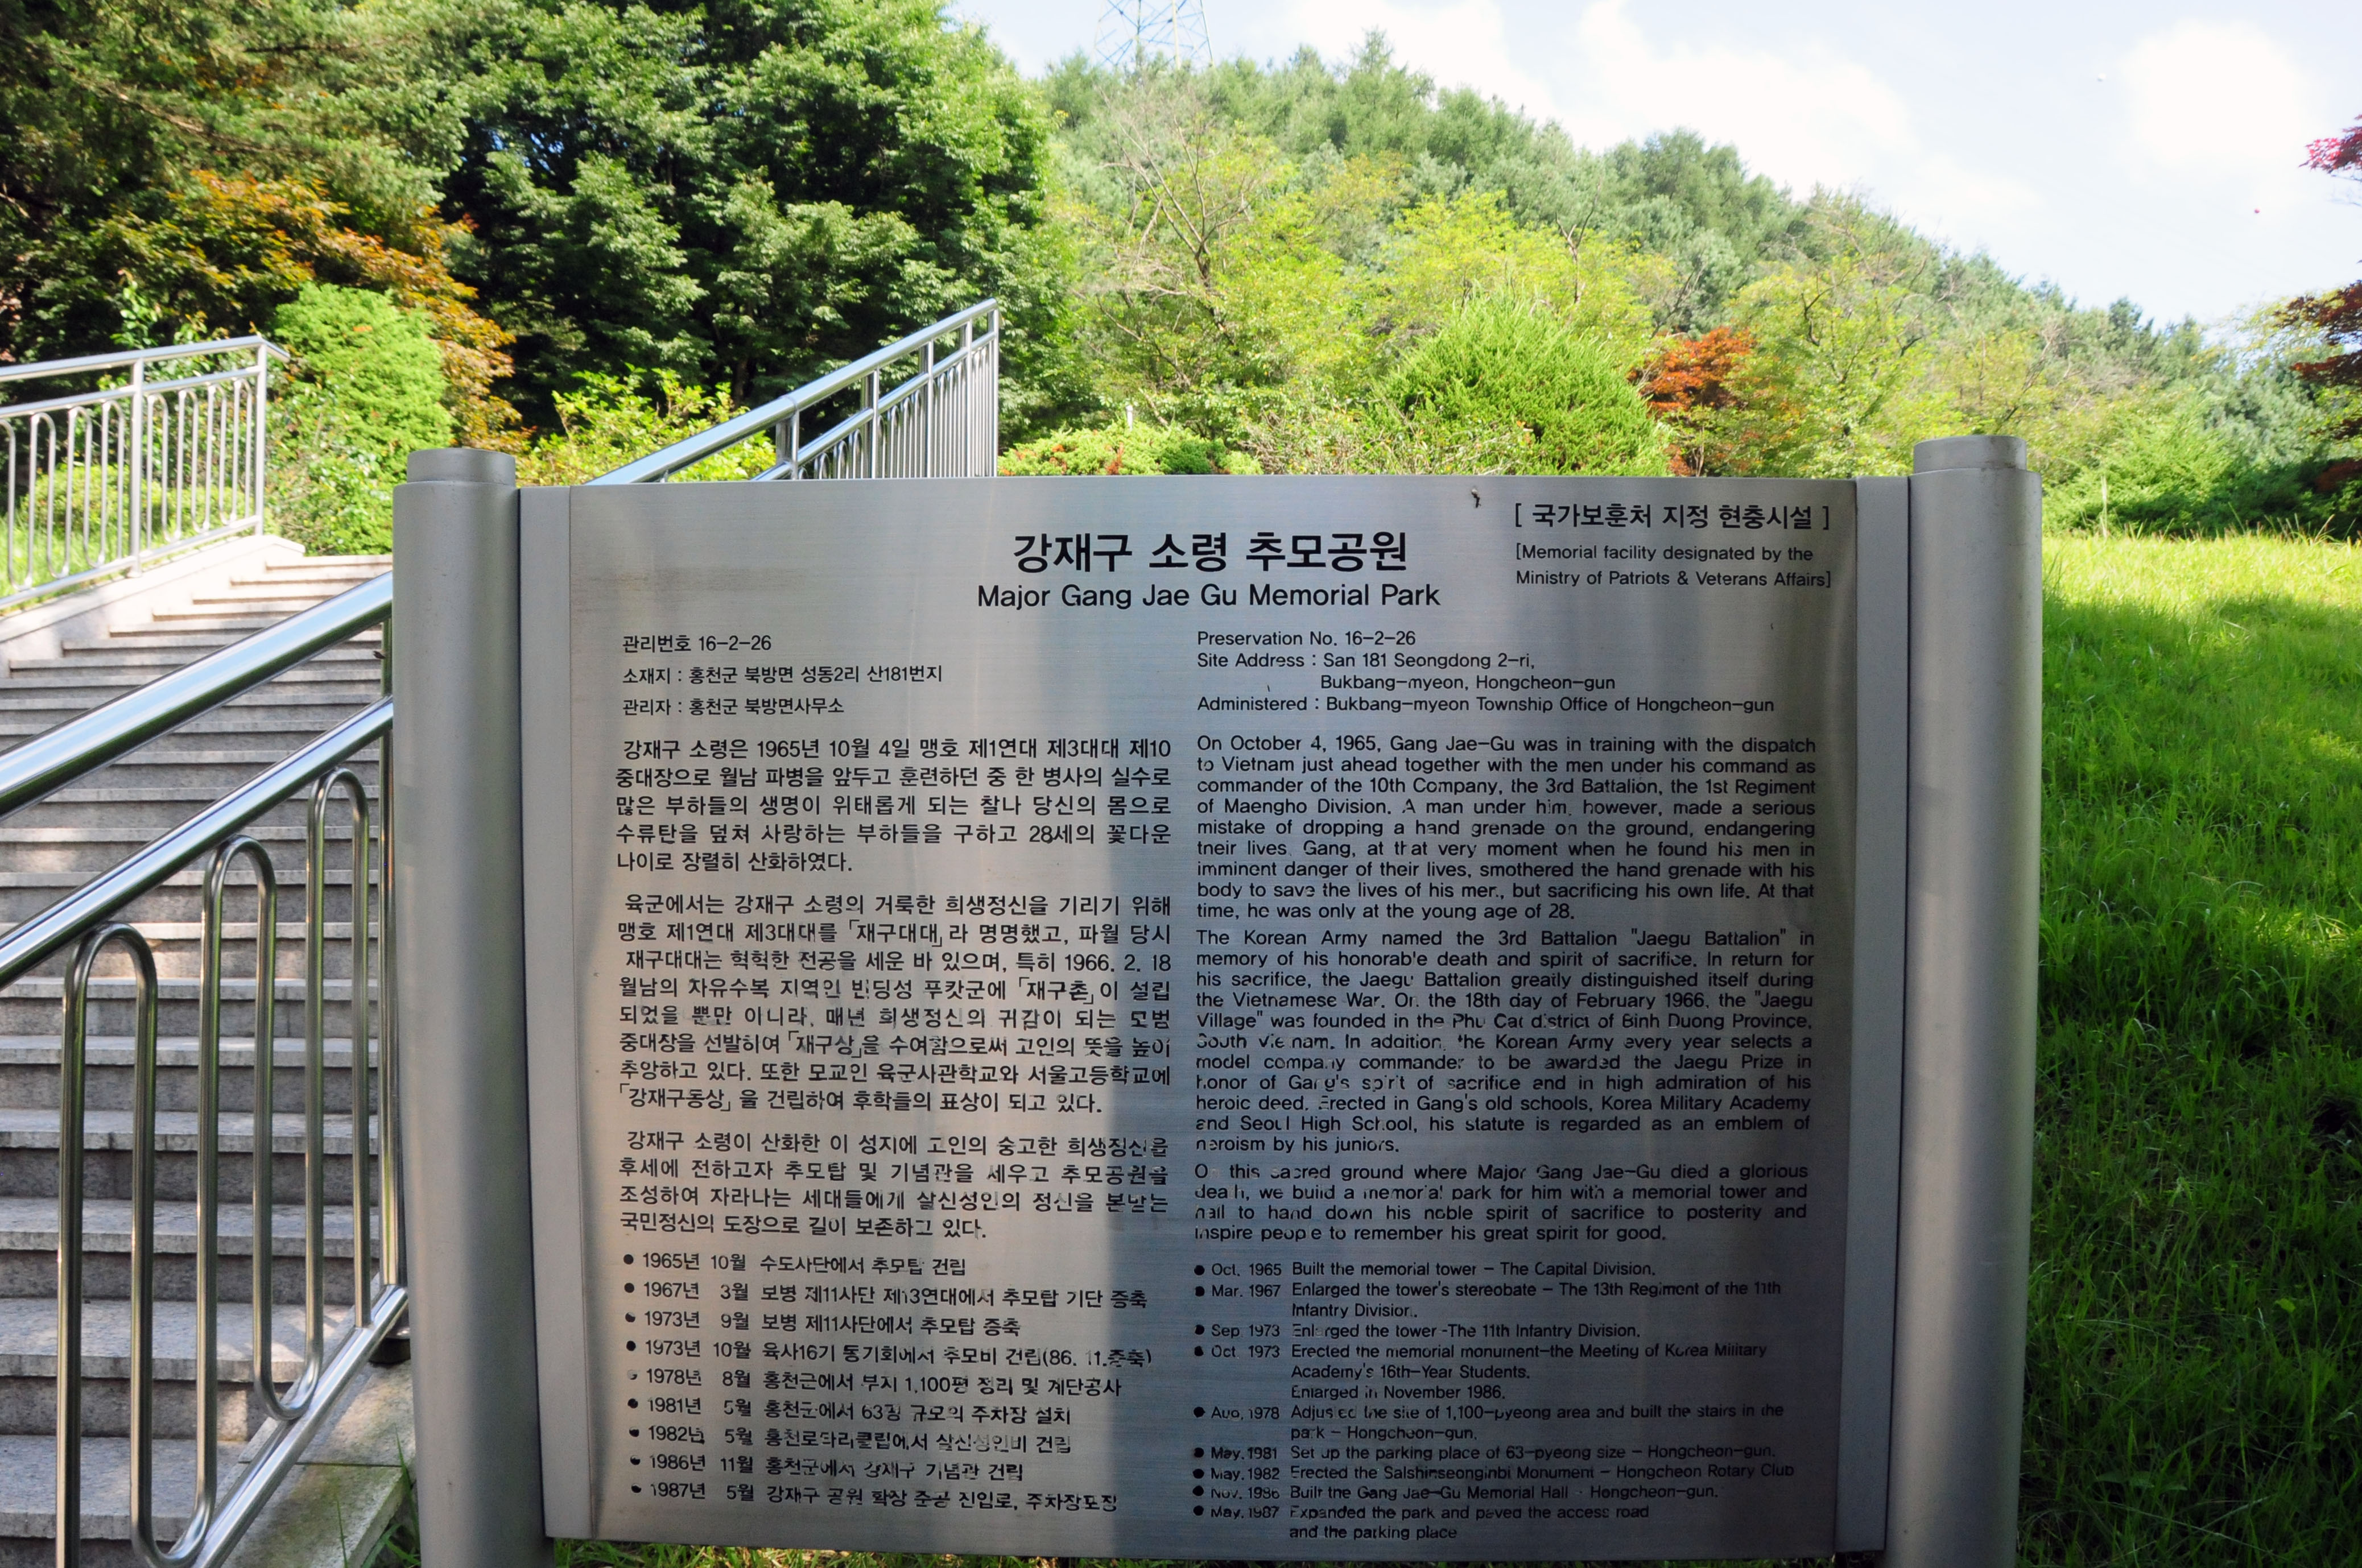 강재구 소령 추모공원
Major Gang Jae Gu Memorial Park
[ 국가보훈처 지정 현충시설 ]
[Memorial facility designated by the
Ministry of Patriots & Veterans Affairs]
관리번호 16-2-26
소재지 : 홍천군 북방면 성동2리 산181번지
관리자 : 홍천군 북방면사무소
강재구 소령은 1965년 10월 4일 맹호 제1연대 제3대대 제10
중대장으로 월남 파병을 앞두고 훈련하던 중 한 병사의 실수로
많은 부하들의 생명이 위태롭게 되는 찰나 당신의 몸으로
수류탄을 덮쳐 사랑하는 부하들을 구하고 28세의 꽃다운
나이로 장렬히 산화하였다.
육군에서는 강재구 소령의 거룩한 희생정신을 기리기 위해
맹호 제1연대 제3대대를 「재구대대」라 명명했고, 파월 당시
재구대대는 혁혁한 전공을 세운 바 있으며, 특히 1966. 2. 18
월남의 자유수복 지역인 빈딩성 푸캇군에 「재구촌」이 설립
되었을 뿐만 아니라, 매년 희생정신의 귀감이 되는 모범
중대장을 선발하여 「재구상」을 수여함으로써 고인의 뜻을 높이
추앙하고 있다. 또한 모교인 육군사관학교와 서울고등학교에
「강재구동상」을 건립하여 후학들의 표상이 되고 있다.
강재구 소령이 산화한 이 성지에 고인의 숭고한 희생정신을
후세에 전하고자 추모탑 및 기념관을 세우고 추모공원을
조성하여 자라나는 세대들에게 살신성인의 정신을 본받는
국민정신의 도장으로 길이 보존하고 있다.
● 1965년 10월 수도사단에서 추모탑 건립
● 1967년 3월 보병 제11사단 제13연대에서 추모탑 기단 증축
● 1973년 9월 보병 제11사단에서 추모탑 증축
● 1973년 10월 육사16기 동기회에서 추모비 건립(86. 11.증축)
● 1978년 8월 홍천군에서 부지 1,100평 정리 및 계단공사
● 1981년 5월 홍천군에서 63평 규모의 주차장 설치
● 1982년 5월 홍천로타리클럽에서 살신성인비 건립
● 1986년 11월 홍천군에서 강재구 기념관 건립
● 1987년 5월 강재구 공원 확장 준공 진입로, 주차장포장
Preservation No. 16-2-26
Site Address : San 181 Seongdong 2-ri,
Bukbang-myeon, Hongcheon-gun
Administered : Bukbang-myeon Township Office of Hongcheon-gun
On October 4, 1965, Gang Jae-Gu was in training with the dispatch
to Vietnam just ahead together with the men under his command as
commander of the 10th Company, the 3rd Battalion, the 1st Regiment
of Maengho Division. A man under him, however, made a serious
mistake of dropping a hand grenade on the ground, endangering
their lives. Gang, at that very moment when he found his men in
imminent danger of their lives, smothered the hand grenade with his
body to save the lives of his men, but sacrificing his own life. At that
time, he was only at the young age of 28.
The Korean Army named the 3rd Battalion "Jaegu Battalion" in
memory of his honorable death and spirit of sacrifice. In return for
his sacrifice, the Jaegu Battalion greatly distinguished itself during
the Vietnamese War. On the 18th day of February 1966, the "Jaegu
Village" was founded in the Phu Cat district of Binh Duong Province,
South Vietnam. In addition, the Korean Army every year selects a
model company commander to be awarded the Jaegu Prize in
honor of Gang's spirit of sacrifice and in high admiration of his
heroic deed. Erected in Gang's old schools, Korea Military Academy
and Seoul High School, his statute is regarded as an emblem of
heroism by his juniors.
On this sacred ground where Major Gang Jae-Gu died a glorious
death, we build a memorial park for him with a memorial tower and
hall to hand down his noble spirit of sacrifice to posterity and
inspire people to remember his great spirit for good.
● Oct. 1965 Built the memorial tower - The Capital Division.
● Mar. 1967 Enlarged the tower's stereobate - The 13th Regiment of the 11th
Infantry Division.
● Sep. 1973 Enlarged the tower -The 11th Infantry Division.
● Oct. 1973 Erected the memorial monument-the Meeting of Korea Military
Academy's 16th-Year Students.
Enlarged in November 1986.
● Aug. 1978 Adjusted the site of 1,100-pyeong area and built the stairs in the
park - Hongcheon-gun.
● May. 1981 Set up the parking place of 63-pyeong size - Hongcheon-gun.
● May. 1982 Erected the Salshinseonginbi Monument - Hongcheon Rotary Club
● Nov. 1986 Built the Gang Jae-Gu Memorial Hall - Hongcheon-gun.
● May. 1987 Expanded the park and paved the access road
and the parking place